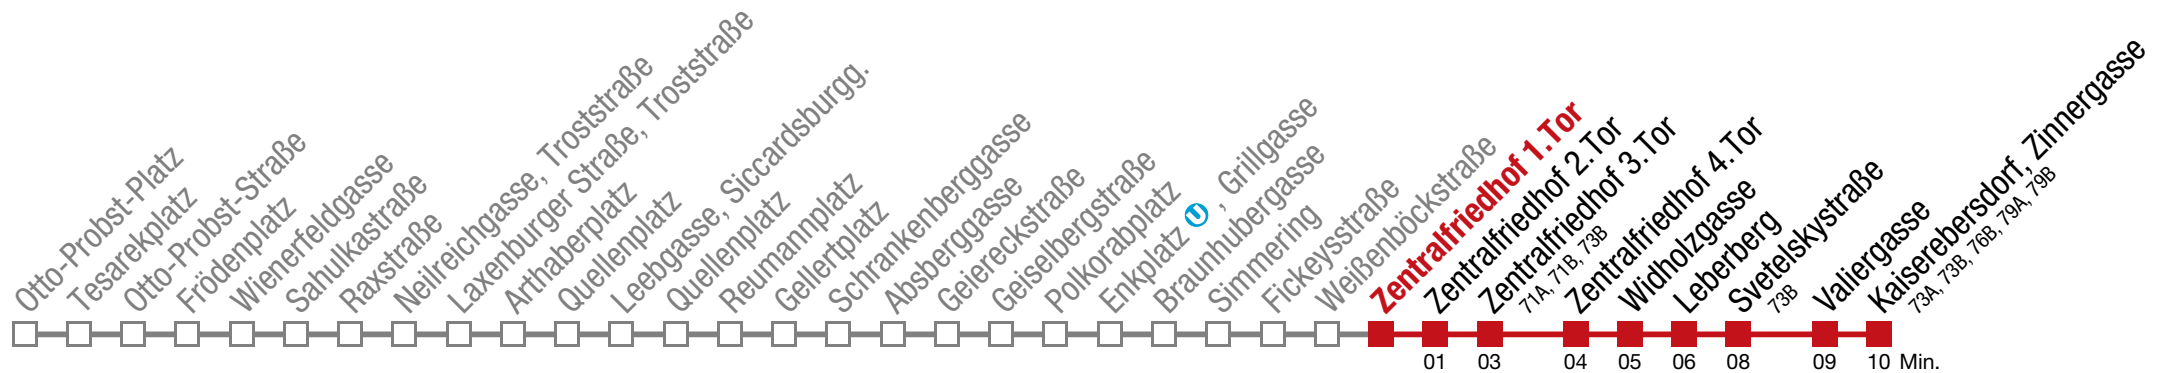 Otto-Probst-Platz
Tesarekplatz
Otto-Probst-Straße
Frödenplatz
Wienerfeldgasse
Sahulkastraße
Raxstraße
Neilreichgasse, Troststraße
Laxenburger Straße, Troststraße
Arthaberplatz
Quellenplatz
Leebgasse, Siccardsburgg.
Quellenplatz
Reumannplatz
Gellertplatz
Schrankenberggasse
Absberggasse
Geiereckstraße
Geiselbergstraße
Polkorabplatz
Enkplatz U, Grillgasse
Braunhubergasse
Simmering
Fickeysstraße
Weißenböckstraße
Zentralfriedhof 1.Tor
Zentralfriedhof 2.Tor
Zentralfriedhof 3.Tor
71A, 71B, 73B
Zentralfriedhof 4.Tor
Widholzgasse
Leberberg
Svetelskystraße
73B
Valiergasse
Kaiserebersdorf, Zinnergasse
73A, 73B, 76B, 79A, 79B
01 03 04 05 06 08 09 10 Min.